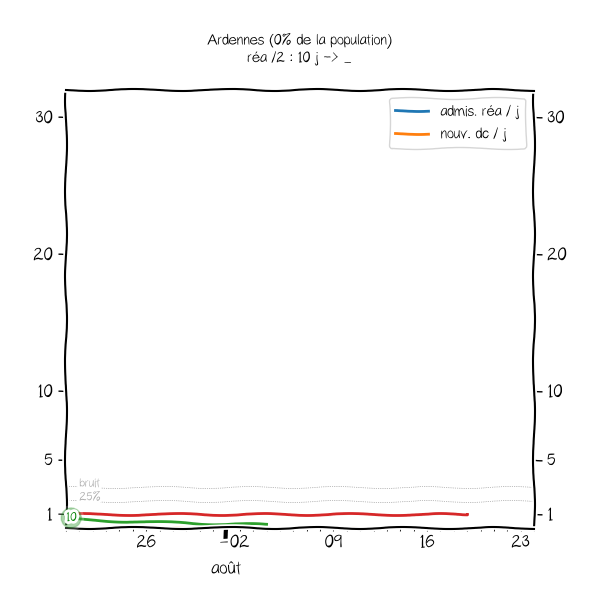 Ardennes (0% de la population)
réa /2 : 10 j -> _
30
20
10
5
1
30
20
10
5
1
admis. réa / j
nouv. dc / j
bruit
25%
10
26
02
09
16
23
août